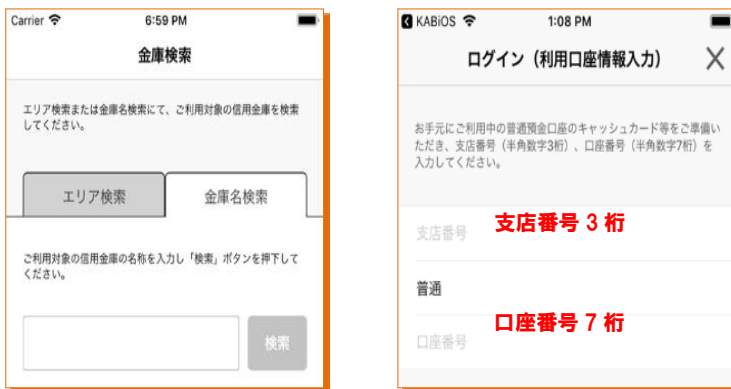 Carrier 6:59 PM
金庫検索
エリア検索または金庫名検索にて、ご利用対象の信用金庫を検索
してください。
エリア検索
金庫名検索
ご利用対象の信用金庫の名称を入力し「検索」ボタンを押下して
ください。
検索
KABiOS 1:08 PM
ログイン（利用口座情報入力）
お手元にご利用中の普通預金口座のキャッシュカード等をご準備い
ただき、支店番号（半角数字3桁）、口座番号（半角数字7桁）を
入力してください。
支店番号 支店番号 3 桁
普通
口座番号 7 桁
口座番号